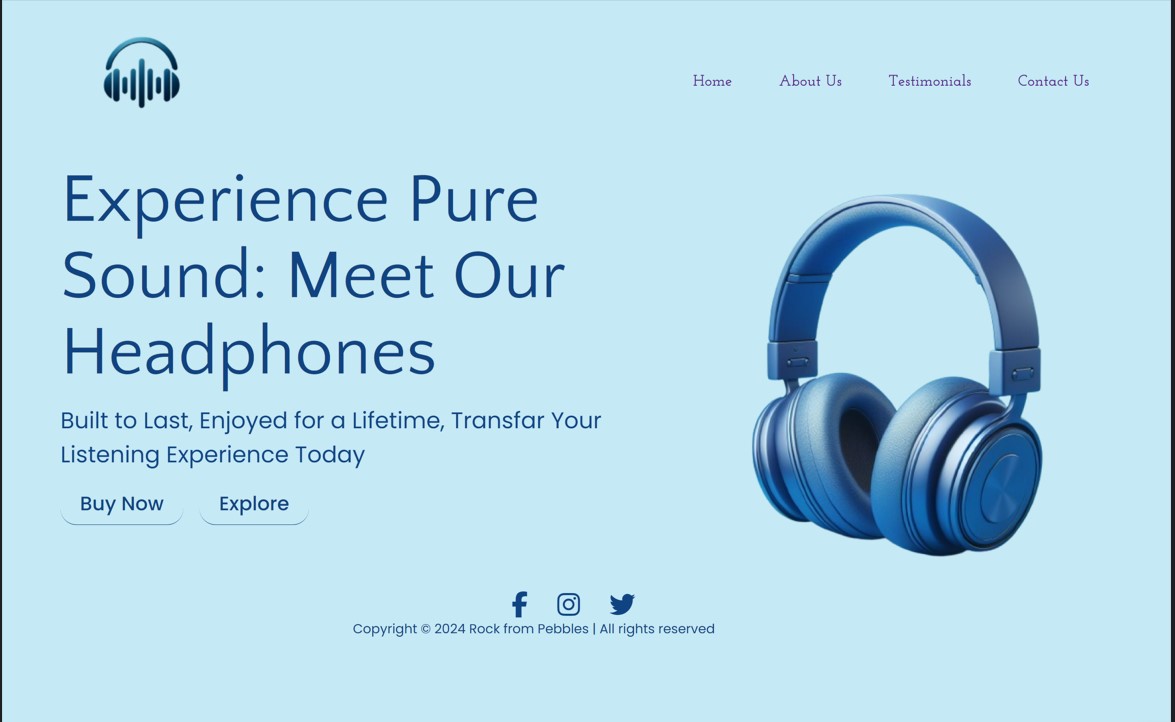 Home About Us Testimonials Contact Us
Experience Pure
Sound: Meet Our
Headphones
Built to Last, Enjoyed for a Lifetime, Transfar Your
Listening Experience Today
Buy Now Explore
Copyright © 2024 Rock from Pebbles | All rights reserved